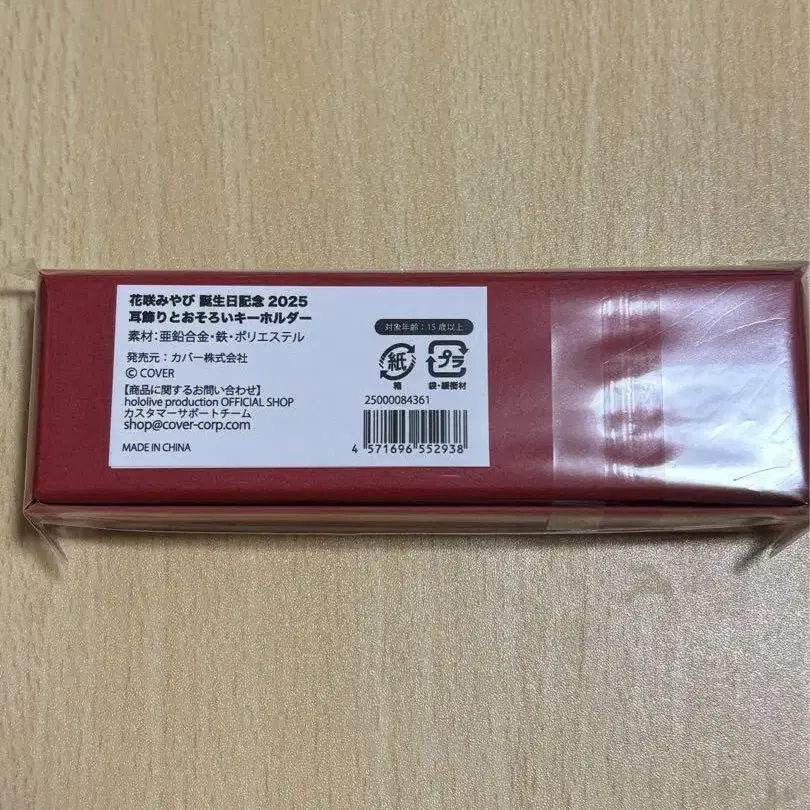 花咲みやび 誕生日記念 2025
耳飾りとおそろいキーホルダー
素材：亜鉛合金・鉄・ポリエステル
発売元：カバー株式会社
© COVER
【商品に関するお問い合わせ】
hololive production OFFICIAL SHOP
カスタマーサポートチーム
shop@cover-corp.com
MADE IN CHINA
対象年齢：15歳以上
紙 プラ
箱 袋・緩衝材
25000084361
4 571696 552938